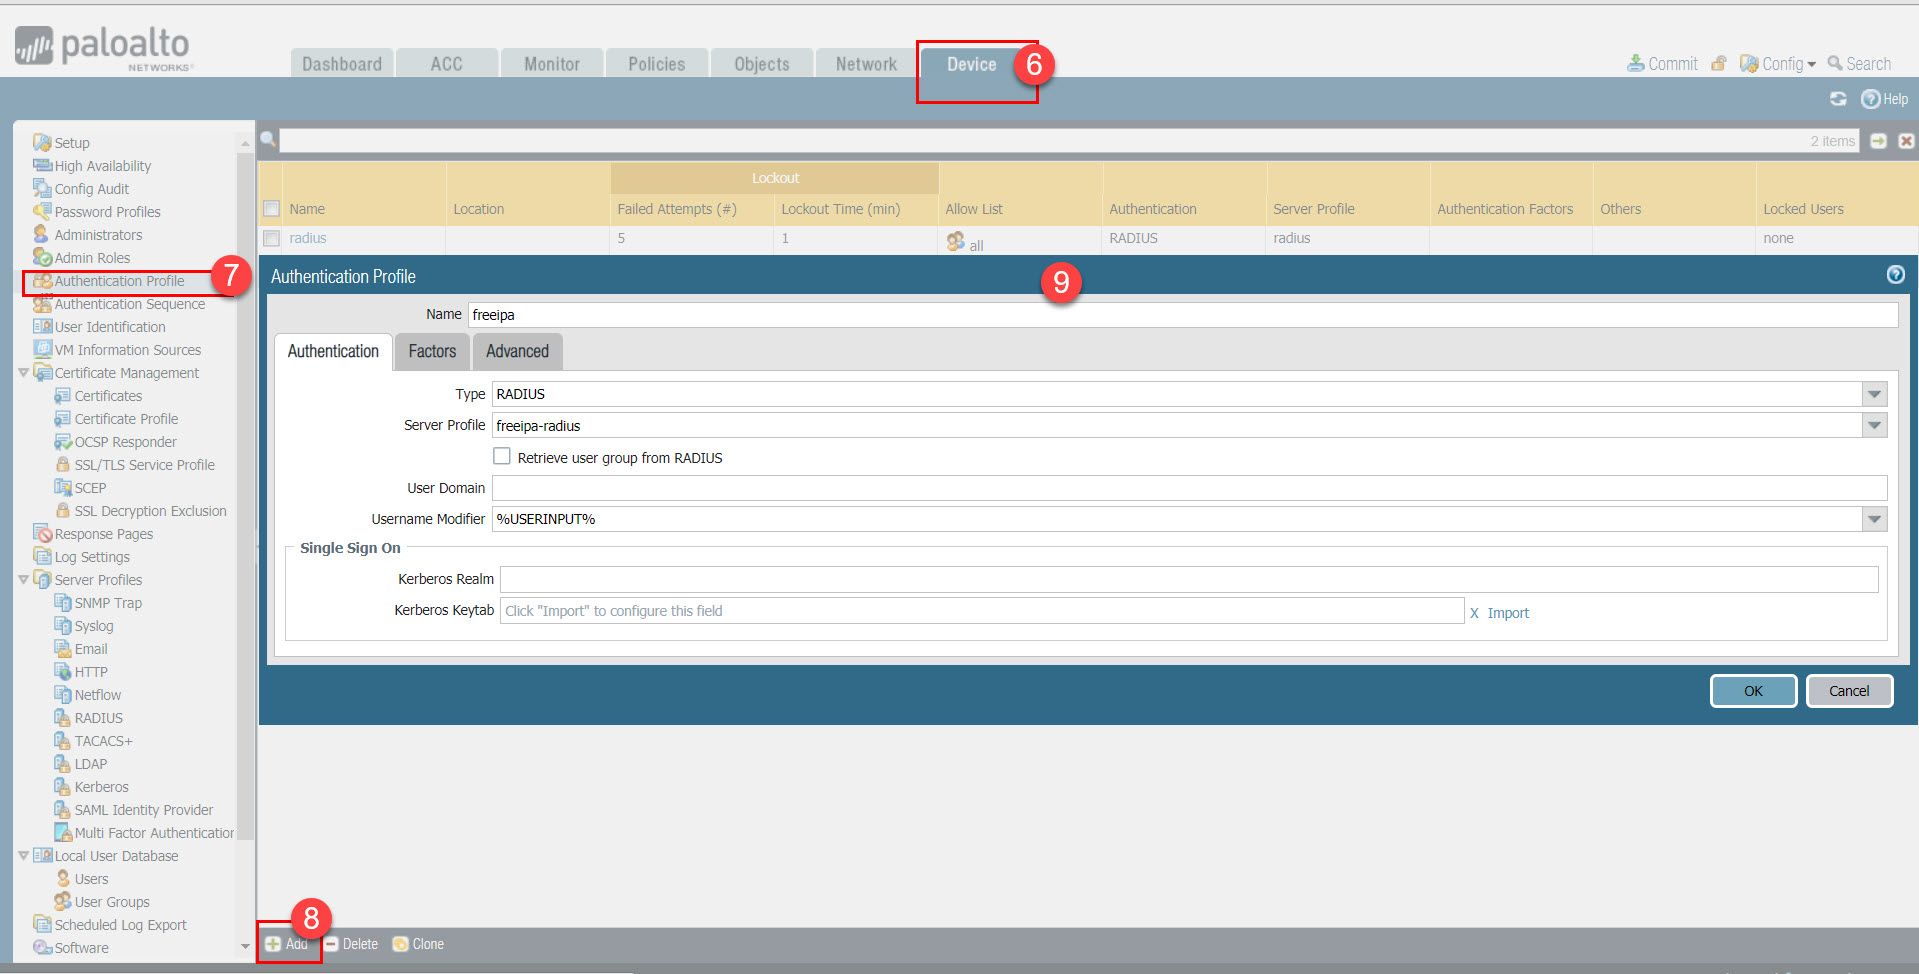 paloalto
NETWORKS
Dashboard ACC Monitor Policies Objects Network Device 6
Commit Config Search
Help
Setup
High Availability
Config Audit
Password Profiles
Administrators
Admin Roles
Authentication Profile 7
Authentication Sequence
User Identification
VM Information Sources
Certificate Management
Certificates
Certificate Profile
OCSP Responder
SSL/TLS Service Profile
SCEP
SSL Decryption Exclusion
Response Pages
Log Settings
Server Profiles
SNMP Trap
Syslog
Email
HTTP
Netflow
RADIUS
TACACS+
LDAP
Kerberos
SAML Identity Provider
Multi Factor Authentication
Local User Database
Users
User Groups
Scheduled Log Export
Software
2 items
Lockout
Name Location Failed Attempts (#) Lockout Time (min) Allow List Authentication Server Profile Authentication Factors Others Locked Users
radius 5 1 all RADIUS radius none
Authentication Profile 9
Name freeipa
Authentication Factors Advanced
Type RADIUS
Server Profile freeipa-radius
Retrieve user group from RADIUS
User Domain
Username Modifier %USERINPUT%
Single Sign On
Kerberos Realm
Kerberos Keytab Click "Import" to configure this field X Import
OK Cancel
8
Add Delete Clone